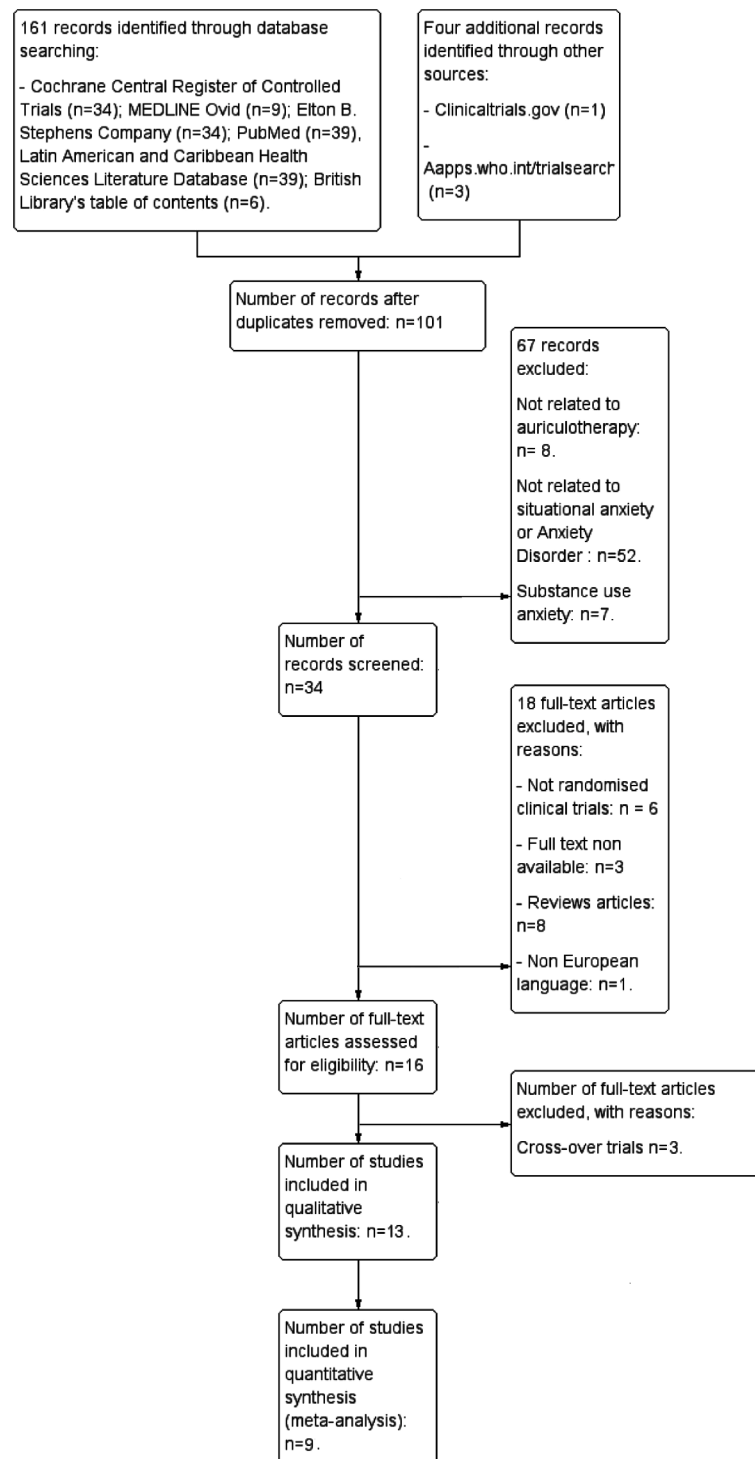 161 records identified through database
searching:
- Cochrane Central Register of Controlled
Trials (n=34); MEDLINE Ovid (n=9); Elton B.
Stephens Company (n=34); PubMed (n=39),
Latin American and Caribbean Health
Sciences Literature Database (n=39); British
Library's table of contents (n=6).
Four additional records
identified through other
sources:
- Clinicaltrials.gov (n=1)
-
Aapps.who.int/trialsearch
(n=3)
Number of records after
duplicates removed: n=101
67 records
excluded:
Not related to
auriculotherapy:
n= 8.
Not related to
situational anxiety
or Anxiety
Disorder : n=52.
Substance use
anxiety: n=7.
Number of
records screened:
n=34
18 full-text articles
excluded, with
reasons:
- Not randomised
clinical trials: n = 6
- Full text non
available: n=3
- Reviews articles:
n=8
- Non European
language: n=1.
Number of full-text
articles assessed
for eligibility: n=16
Number of full-text articles
excluded, with reasons:
Cross-over trials n=3.
Number of studies
included in
qualitative
synthesis: n=13.
Number of studies
included in
quantitative
synthesis
(meta-analysis):
n=9.